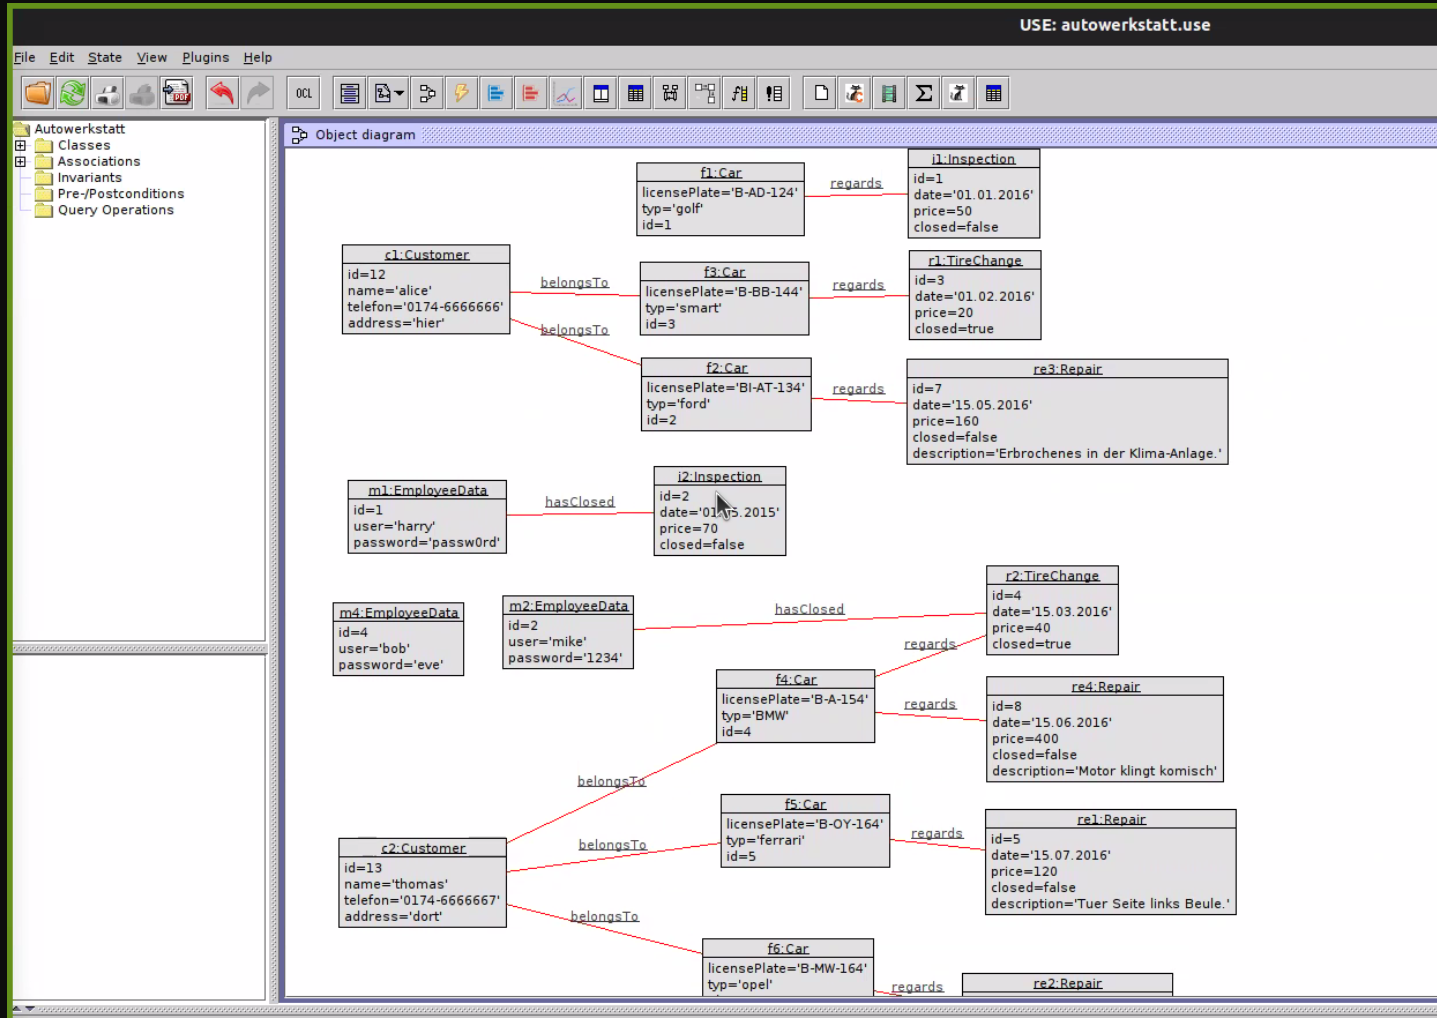 USE: autowerkstatt.use
File Edit State View Plugins Help
PDF OCL
Autowerkstatt
Classes
Associations
Invariants
Pre-/Postconditions
Query Operations
Object diagram
f1:Car
licensePlate='B-AD-124'
typ='golf'
id=1
regards
i1:Inspection
id=1
date='01.01.2016'
price=50
closed=false
c1:Customer
id=12
name='alice'
telefon='0174-6666666'
address='hier'
belongsTo
belongsTo
f3:Car
licensePlate='B-BB-144'
typ='smart'
id=3
regards
r1:TireChange
id=3
date='01.02.2016'
price=20
closed=true
f2:Car
licensePlate='BI-AT-134'
typ='ford'
id=2
regards
re3:Repair
id=7
date='15.05.2016'
price=160
closed=false
description='Erbrochenes in der Klima-Anlage.'
m1:EmployeeData
id=1
user='harry'
password='passw0rd'
hasClosed
i2:Inspection
id=2
price=70
closed=false
m4:EmployeeData
id=4
user='bob'
password='eve'
m2:EmployeeData
id=2
user='mike'
password='1234'
hasClosed
r2:TireChange
id=4
date='15.03.2016'
price=40
closed=true
regards
f4:Car
licensePlate='B-A-154'
typ='BMW'
id=4
regards
re4:Repair
id=8
date='15.06.2016'
price=400
closed=false
description='Motor klingt komisch'
belongsTo
f5:Car
licensePlate='B-OY-164'
typ='ferrari'
id=5
regards
re1:Repair
id=5
date='15.07.2016'
price=120
closed=false
description='Tuer Seite links Beule.'
c2:Customer
id=13
name='thomas'
telefon='0174-6666667'
address='dort'
belongsTo
belongsTo
f6:Car
licensePlate='B-MW-164'
typ='opel'
regards
re2:Repair